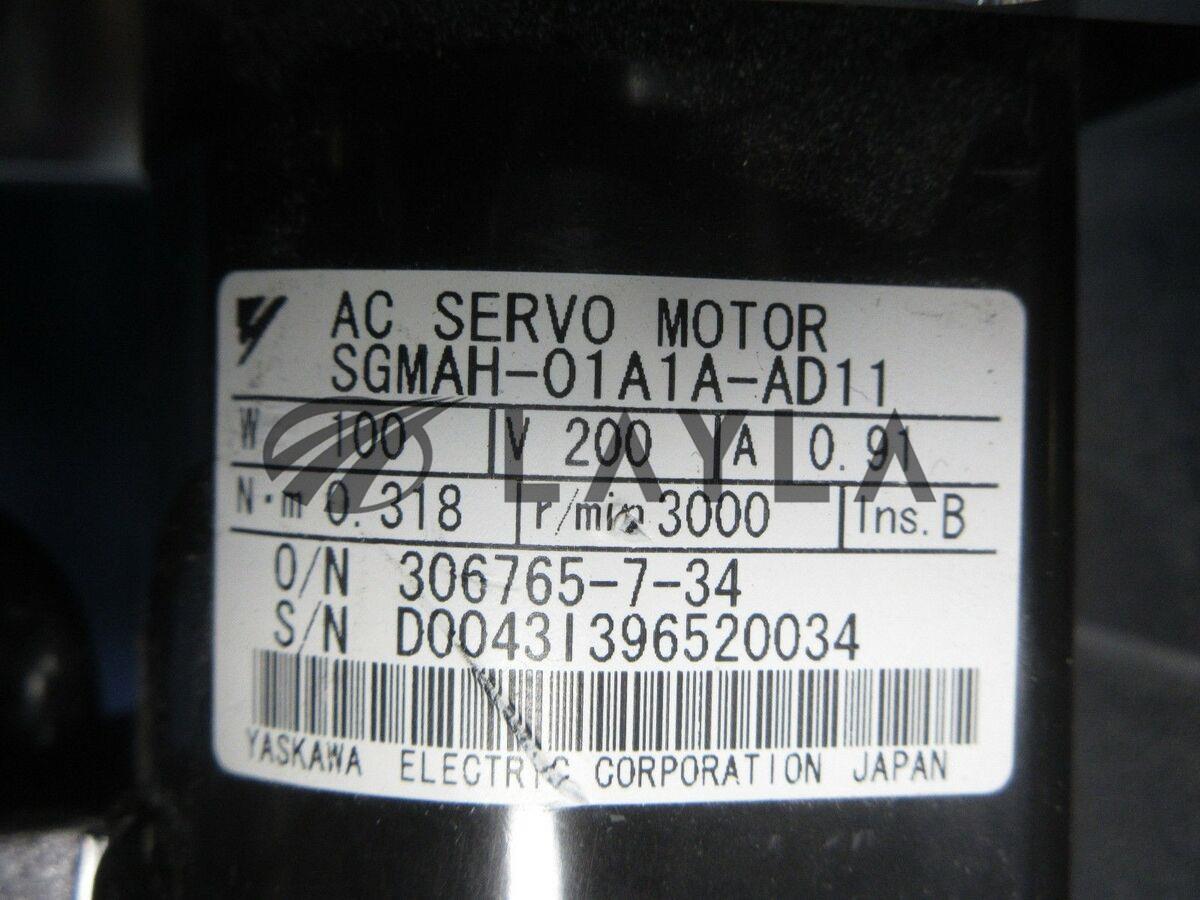 AC SERVO MOTOR
SGMAH-01A1A-AD11
W 100 V 200 A 0.91
N·m 0.318 r/min 3000 Ins. B
O/N 306765-7-34
S/N D00431396520034
YASKAWA ELECTRIC CORPORATION JAPAN
LAYLA